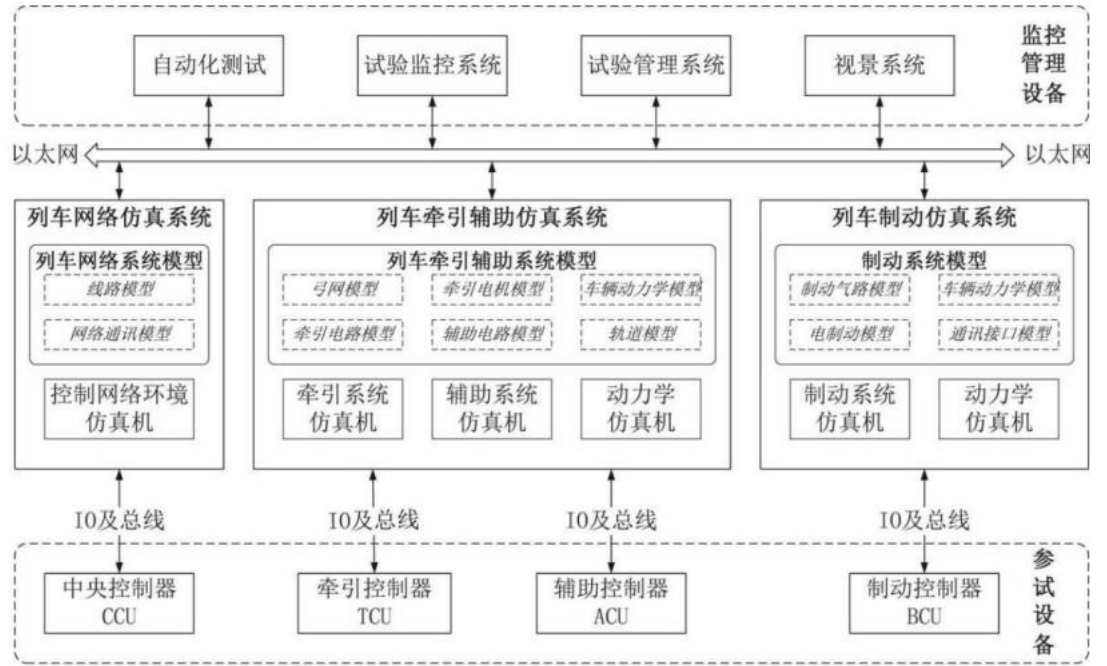 自动化测试
试验监控系统
试验管理系统
视景系统
监控
管理
设备
以太网
以太网
列车网络仿真系统
列车网络系统模型
线路模型
网络通讯模型
控制网络环境
仿真机
列车牵引辅助仿真系统
列车牵引辅助系统模型
弓网模型
牵引电机模型
车辆动力学模型
牵引电路模型
辅助电路模型
轨道模型
牵引系统
仿真机
辅助系统
仿真机
动力学
仿真机
列车制动仿真系统
制动系统模型
制动气路模型
车辆动力学模型
电制动模型
通讯接口模型
制动系统
仿真机
动力学
仿真机
IO及总线
IO及总线
IO及总线
IO及总线
中央控制器
CCU
牵引控制器
TCU
辅助控制器
ACU
制动控制器
BCU
参
试
设
备